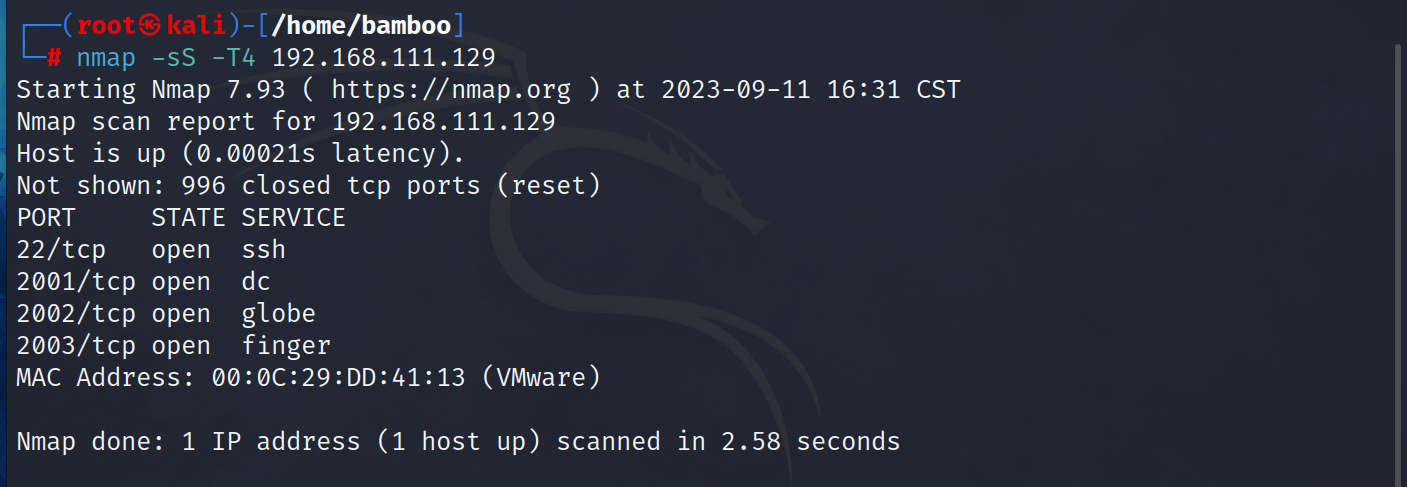 ┌──(root㉿kali)-[/home/bamboo]
└─# nmap -sS -T4 192.168.111.129
Starting Nmap 7.93 ( https://nmap.org ) at 2023-09-11 16:31 CST
Nmap scan report for 192.168.111.129
Host is up (0.00021s latency).
Not shown: 996 closed tcp ports (reset)
PORT     STATE SERVICE
22/tcp   open  ssh
2001/tcp open  dc
2002/tcp open  globe
2003/tcp open  finger
MAC Address: 00:0C:29:DD:41:13 (VMware)

Nmap done: 1 IP address (1 host up) scanned in 2.58 seconds